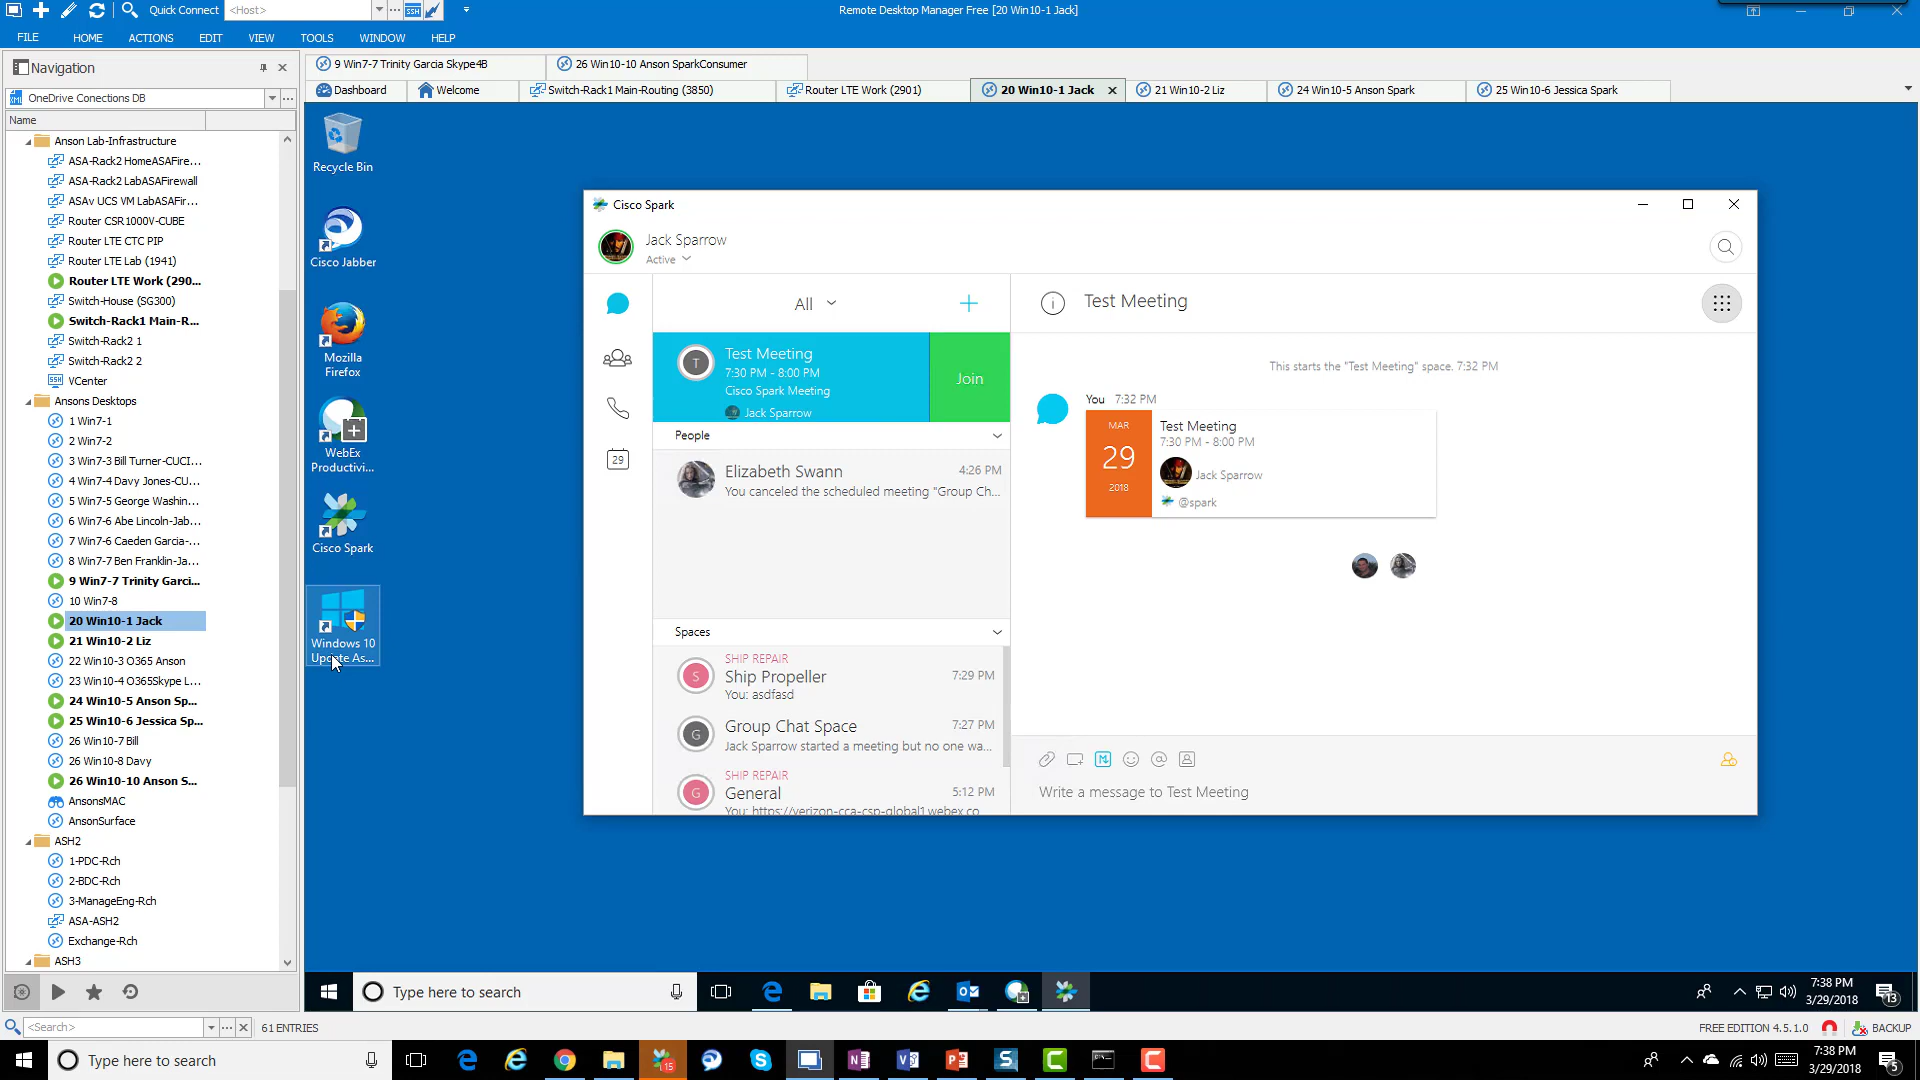 Quick Connect
<Host>
SSH
Remote Desktop Manager Free [20 Win10-1 Jack]
FILE
HOME
ACTIONS
EDIT
VIEW
TOOLS
WINDOW
HELP
Navigation
OneDrive Conections DB
Name
Anson Lab-Infrastructure
ASA-Rack2 HomeASAFire...
ASA-Rack2 LabASAFirewall
ASAv UCS VM LabASAFir...
Router CSR1000V-CUBE
Router LTE CTC PIP
Router LTE Lab (1941)
Router LTE Work (290...
Switch-House (SG300)
Switch-Rack1 Main-R...
Switch-Rack2 1
Switch-Rack2 2
SSH
VCenter
Ansons Desktops
1 Win7-1
2 Win7-2
3 Win7-3 Bill Turner-CUCI...
4 Win7-4 Davy Jones-CU...
5 Win7-5 George Washin...
6 Win7-6 Abe Lincoln-Jab...
7 Win7-6 Caeden Garcia-...
8 Win7-7 Ben Franklin-Ja...
9 Win7-7 Trinity Garci...
10 Win7-8
20 Win10-1 Jack
21 Win10-2 Liz
22 Win10-3 O365 Anson
23 Win10-4 O365Skype L...
24 Win10-5 Anson Sp...
25 Win10-6 Jessica Sp...
26 Win10-7 Bill
26 Win10-8 Davy
26 Win10-10 Anson S...
AnsonsMAC
AnsonSurface
ASH2
1-PDC-Rch
2-BDC-Rch
3-ManageEng-Rch
ASA-ASH2
Exchange-Rch
ASH3
<Search>
61 ENTRIES
9 Win7-7 Trinity Garcia Skype4B
26 Win10-10 Anson SparkConsumer
Dashboard
Welcome
Switch-Rack1 Main-Routing (3850)
Router LTE Work (2901)
20 Win10-1 Jack
21 Win10-2 Liz
24 Win10-5 Anson Spark
25 Win10-6 Jessica Spark
Recycle Bin
Cisco Jabber
Mozilla
Firefox
WebEx
Productivi...
Cisco Spark
Windows 10
Update As...
Cisco Spark
Jack Sparrow
Active
29
All
T
Test Meeting
7:30 PM - 8:00 PM
Cisco Spark Meeting
Jack Sparrow
Join
People
Elizabeth Swann
4:26 PM
You canceled the scheduled meeting "Group Ch...
Spaces
SHIP REPAIR
S
Ship Propeller
7:29 PM
You: asdfasd
G
Group Chat Space
7:27 PM
Jack Sparrow started a meeting but no one wa...
SHIP REPAIR
G
General
5:12 PM
You: https://verizon-cca-csp-global1.webex.co
Test Meeting
This starts the "Test Meeting" space. 7:32 PM
You 7:32 PM
MAR
29
2018
Test Meeting
7:30 PM - 8:00 PM
Jack Sparrow
@spark
Write a message to Test Meeting
Type here to search
7:38 PM
3/29/2018
13
FREE EDITION 4.5.1.0
BACKUP
Type here to search
15
7:38 PM
3/29/2018
5